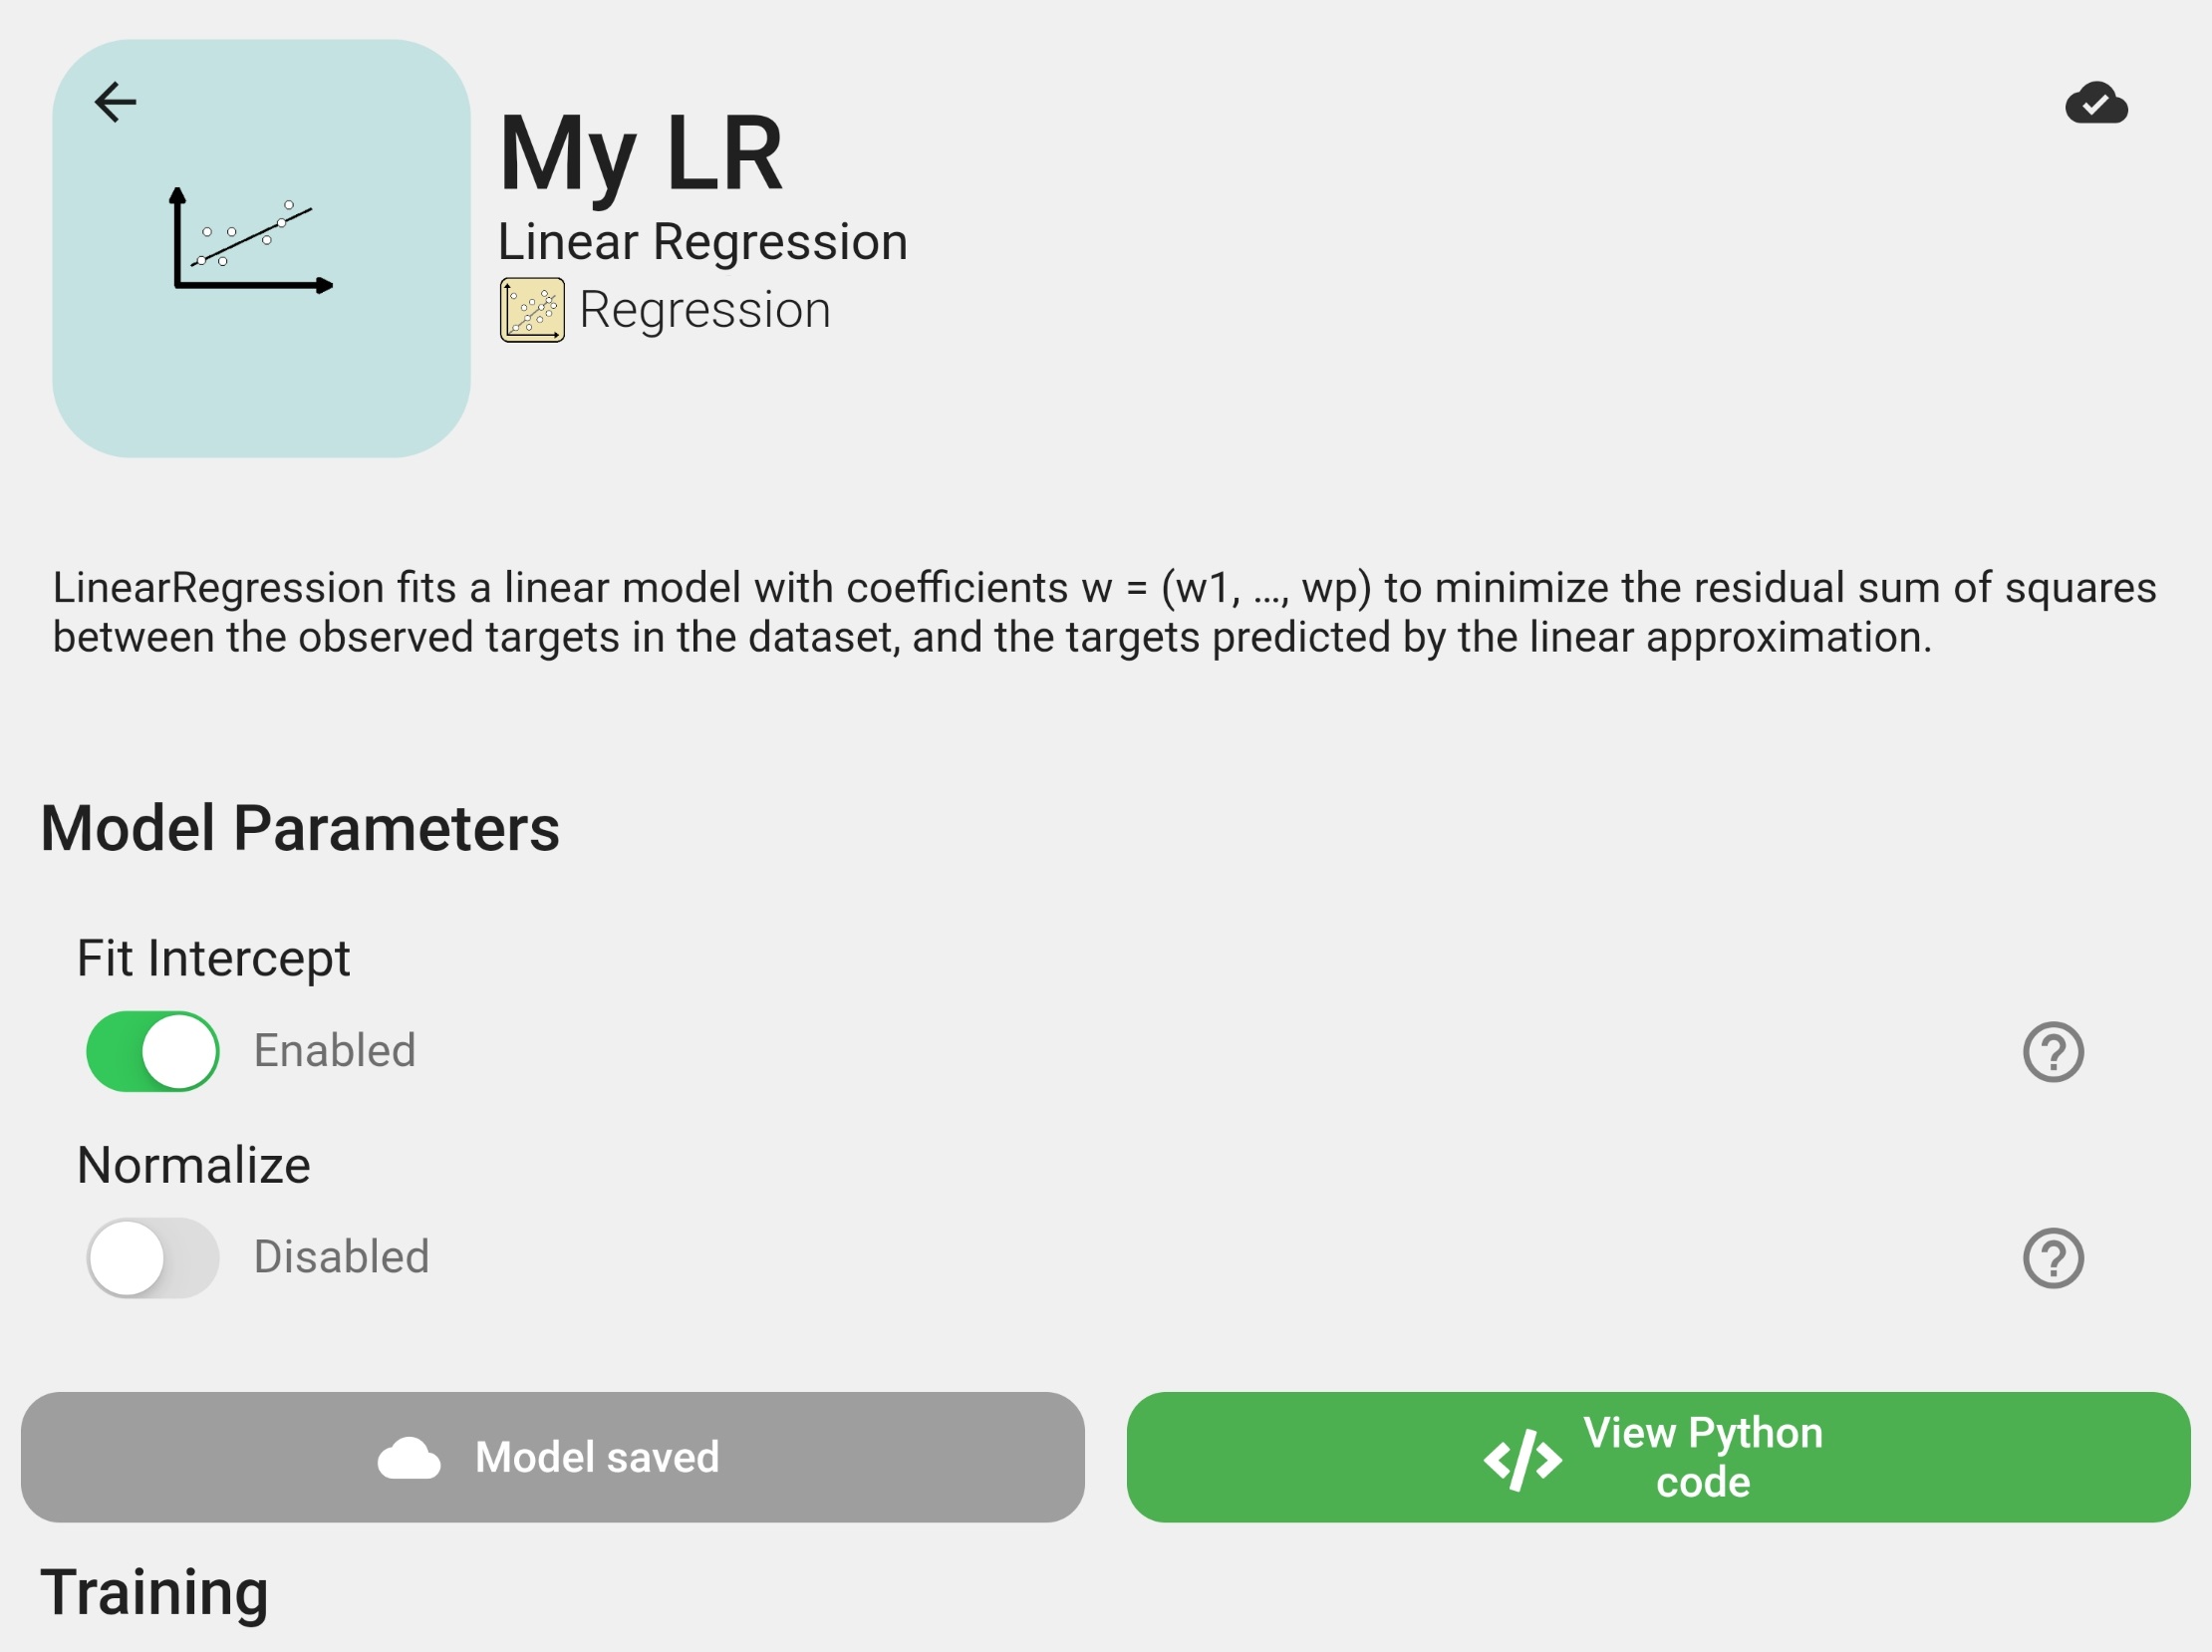 My LR
Linear Regression
Regression
LinearRegression fits a linear model with coefficients w = (w1, ..., wp) to minimize the residual sum of squares
between the observed targets in the dataset, and the targets predicted by the linear approximation.
Model Parameters
Fit Intercept
Enabled
Normalize
Disabled
Model saved
View Python
code
Training